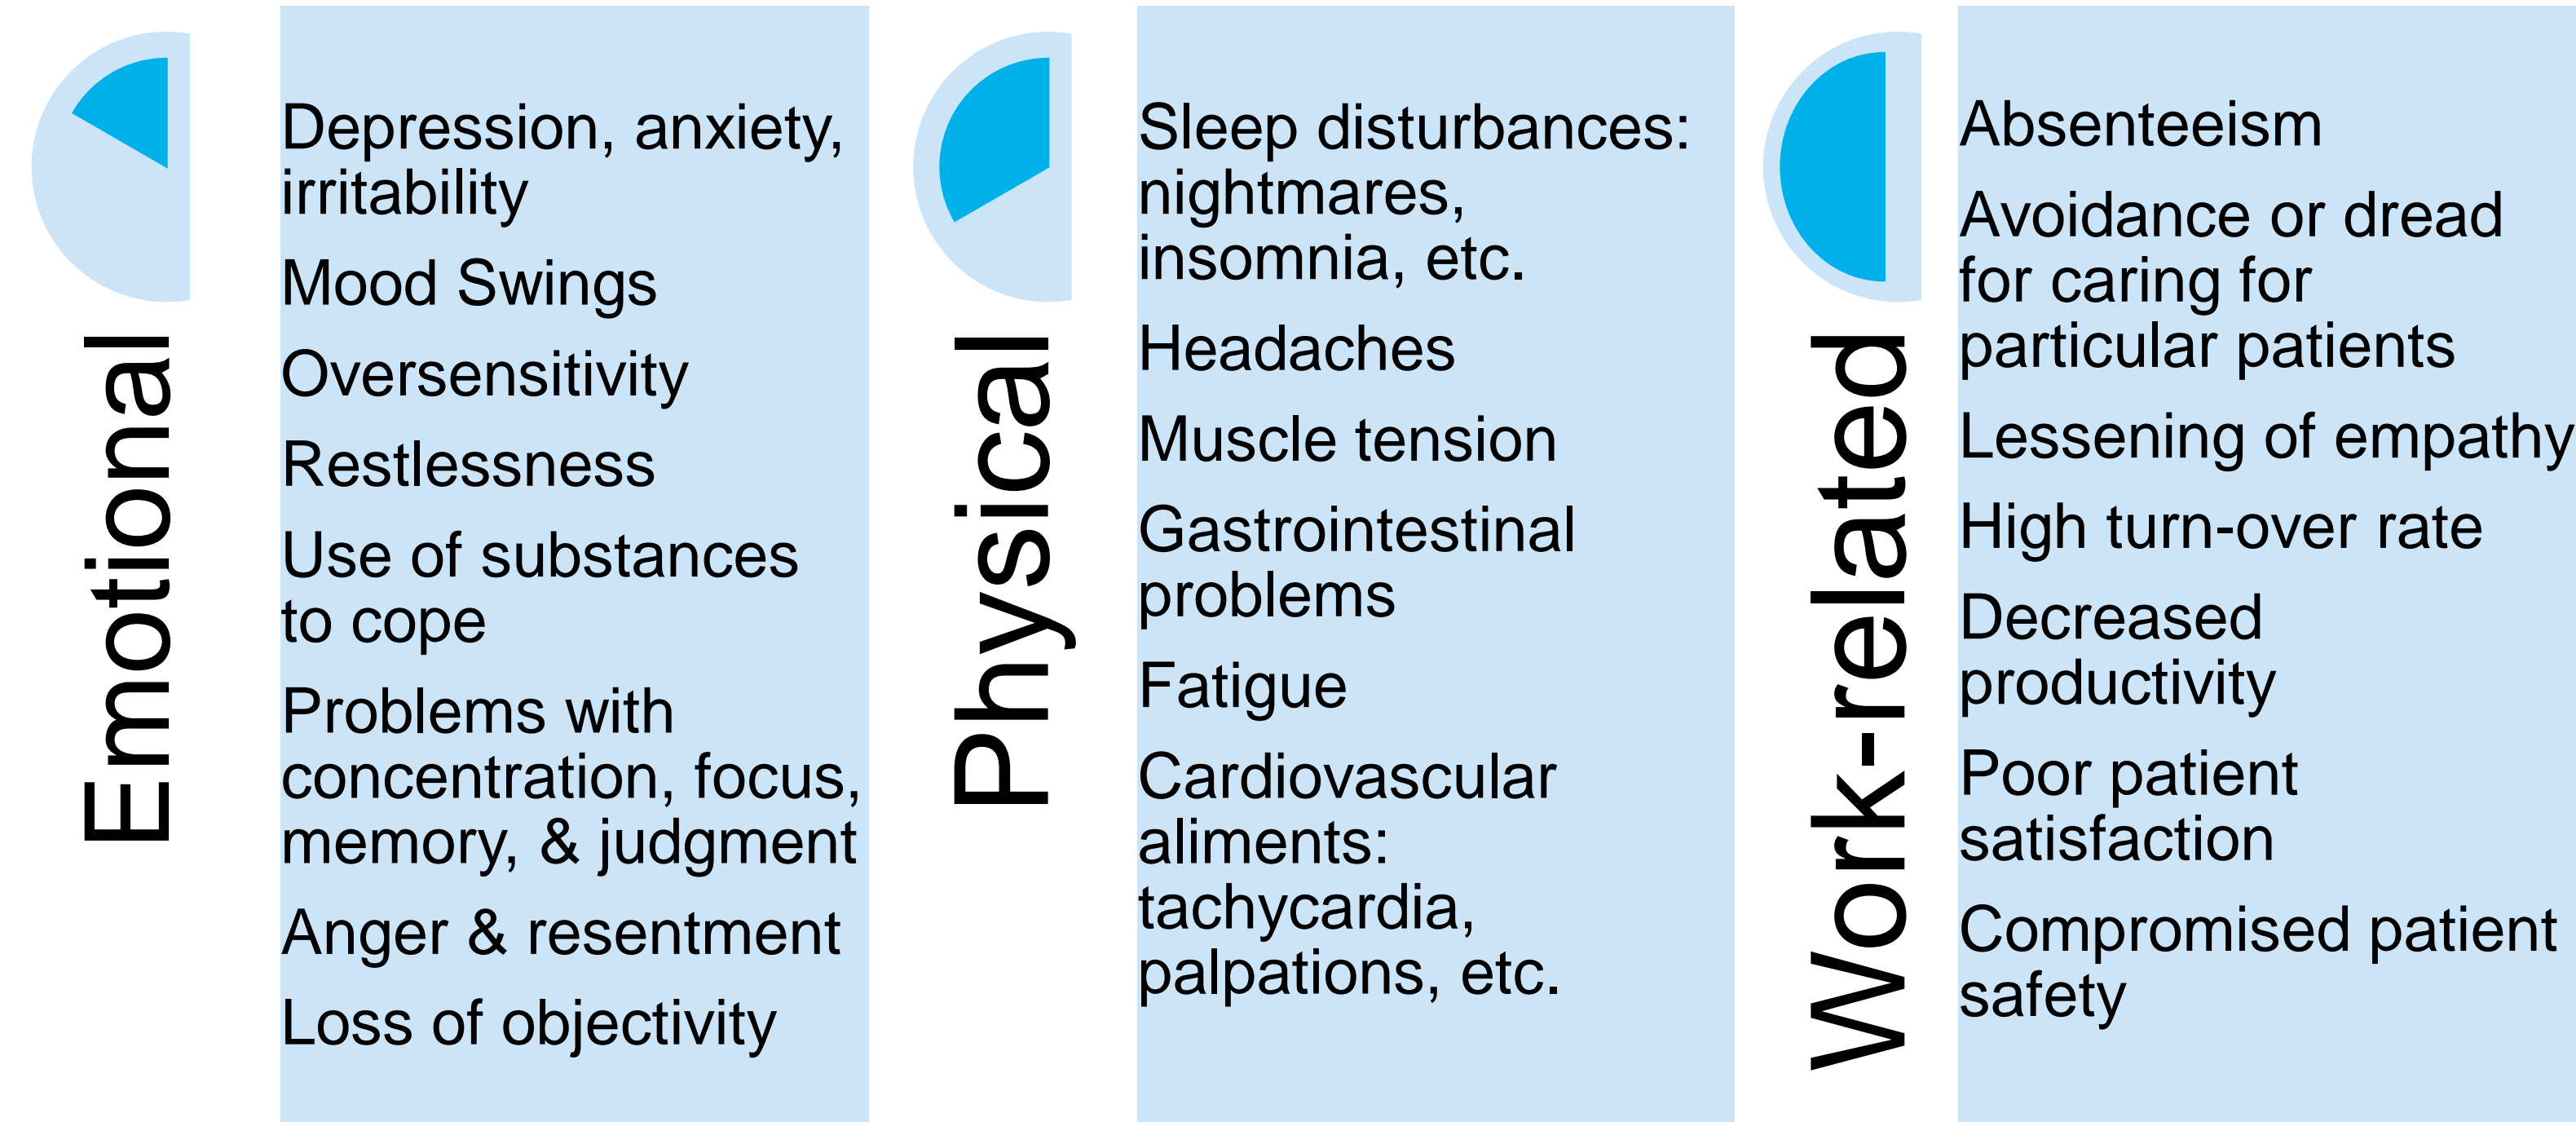 Emotional
Depression, anxiety,
irritability
Mood Swings
Oversensitivity
Restlessness
Use of substances
to cope
Problems with
concentration, focus,
memory, & judgment
Anger & resentment
Loss of objectivity
Physical
Sleep disturbances:
nightmares,
insomnia, etc.
Headaches
Muscle tension
Gastrointestinal
problems
Fatigue
Cardiovascular
aliments:
tachycardia,
palpations, etc.
Work-related
Absenteeism
Avoidance or dread
for caring for
particular patients
Lessening of empathy
High turn-over rate
Decreased
productivity
Poor patient
satisfaction
Compromised patient
safety